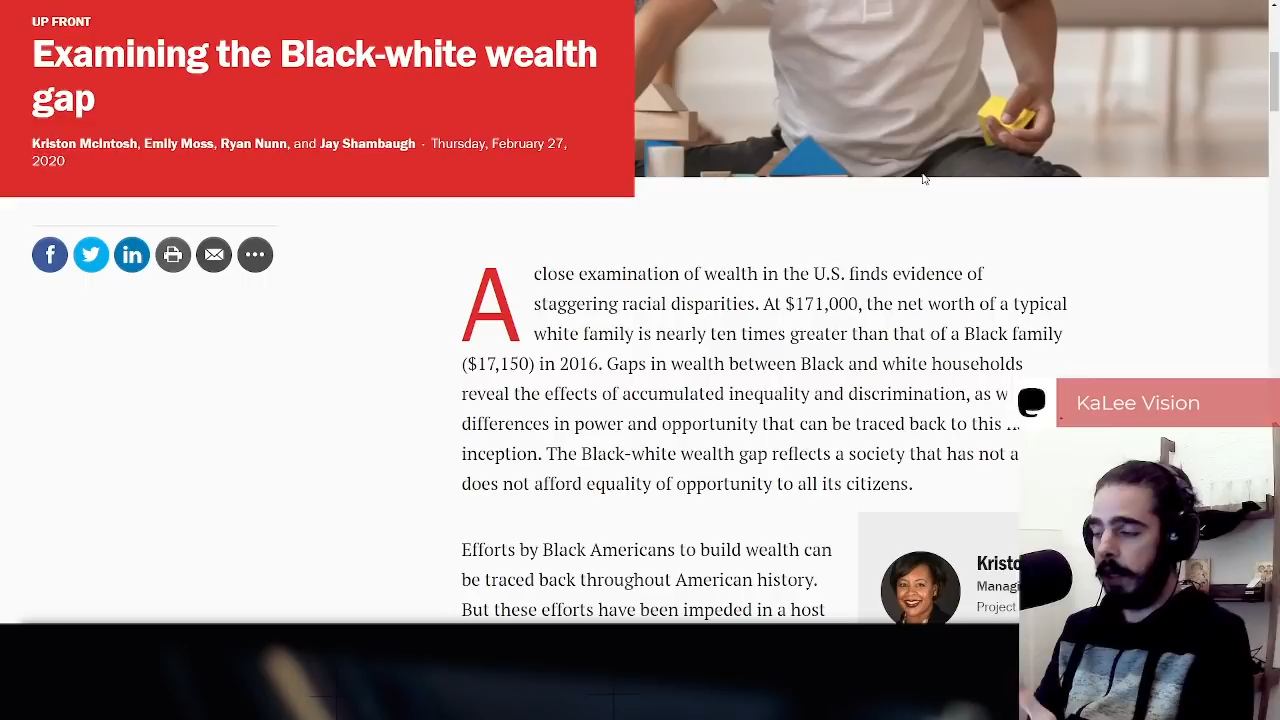 UP FRONT
Examining the Black-white wealth
gap
Kriston McIntosh, Emily Moss, Ryan Nunn, and Jay Shambaugh · Thursday, February 27,
2020
A close examination of wealth in the U.S. finds evidence of
staggering racial disparities. At $171,000, the net worth of a typical
white family is nearly ten times greater than that of a Black family
($17,150) in 2016. Gaps in wealth between Black and white households
reveal the effects of accumulated inequality and discrimination, as w
differences in power and opportunity that can be traced back to this
inception. The Black-white wealth gap reflects a society that has not a
does not afford equality of opportunity to all its citizens.
KaLee Vision
Efforts by Black Americans to build wealth can
be traced back throughout American history.
But these efforts have been impeded in a host
Kristo
Manag
Project